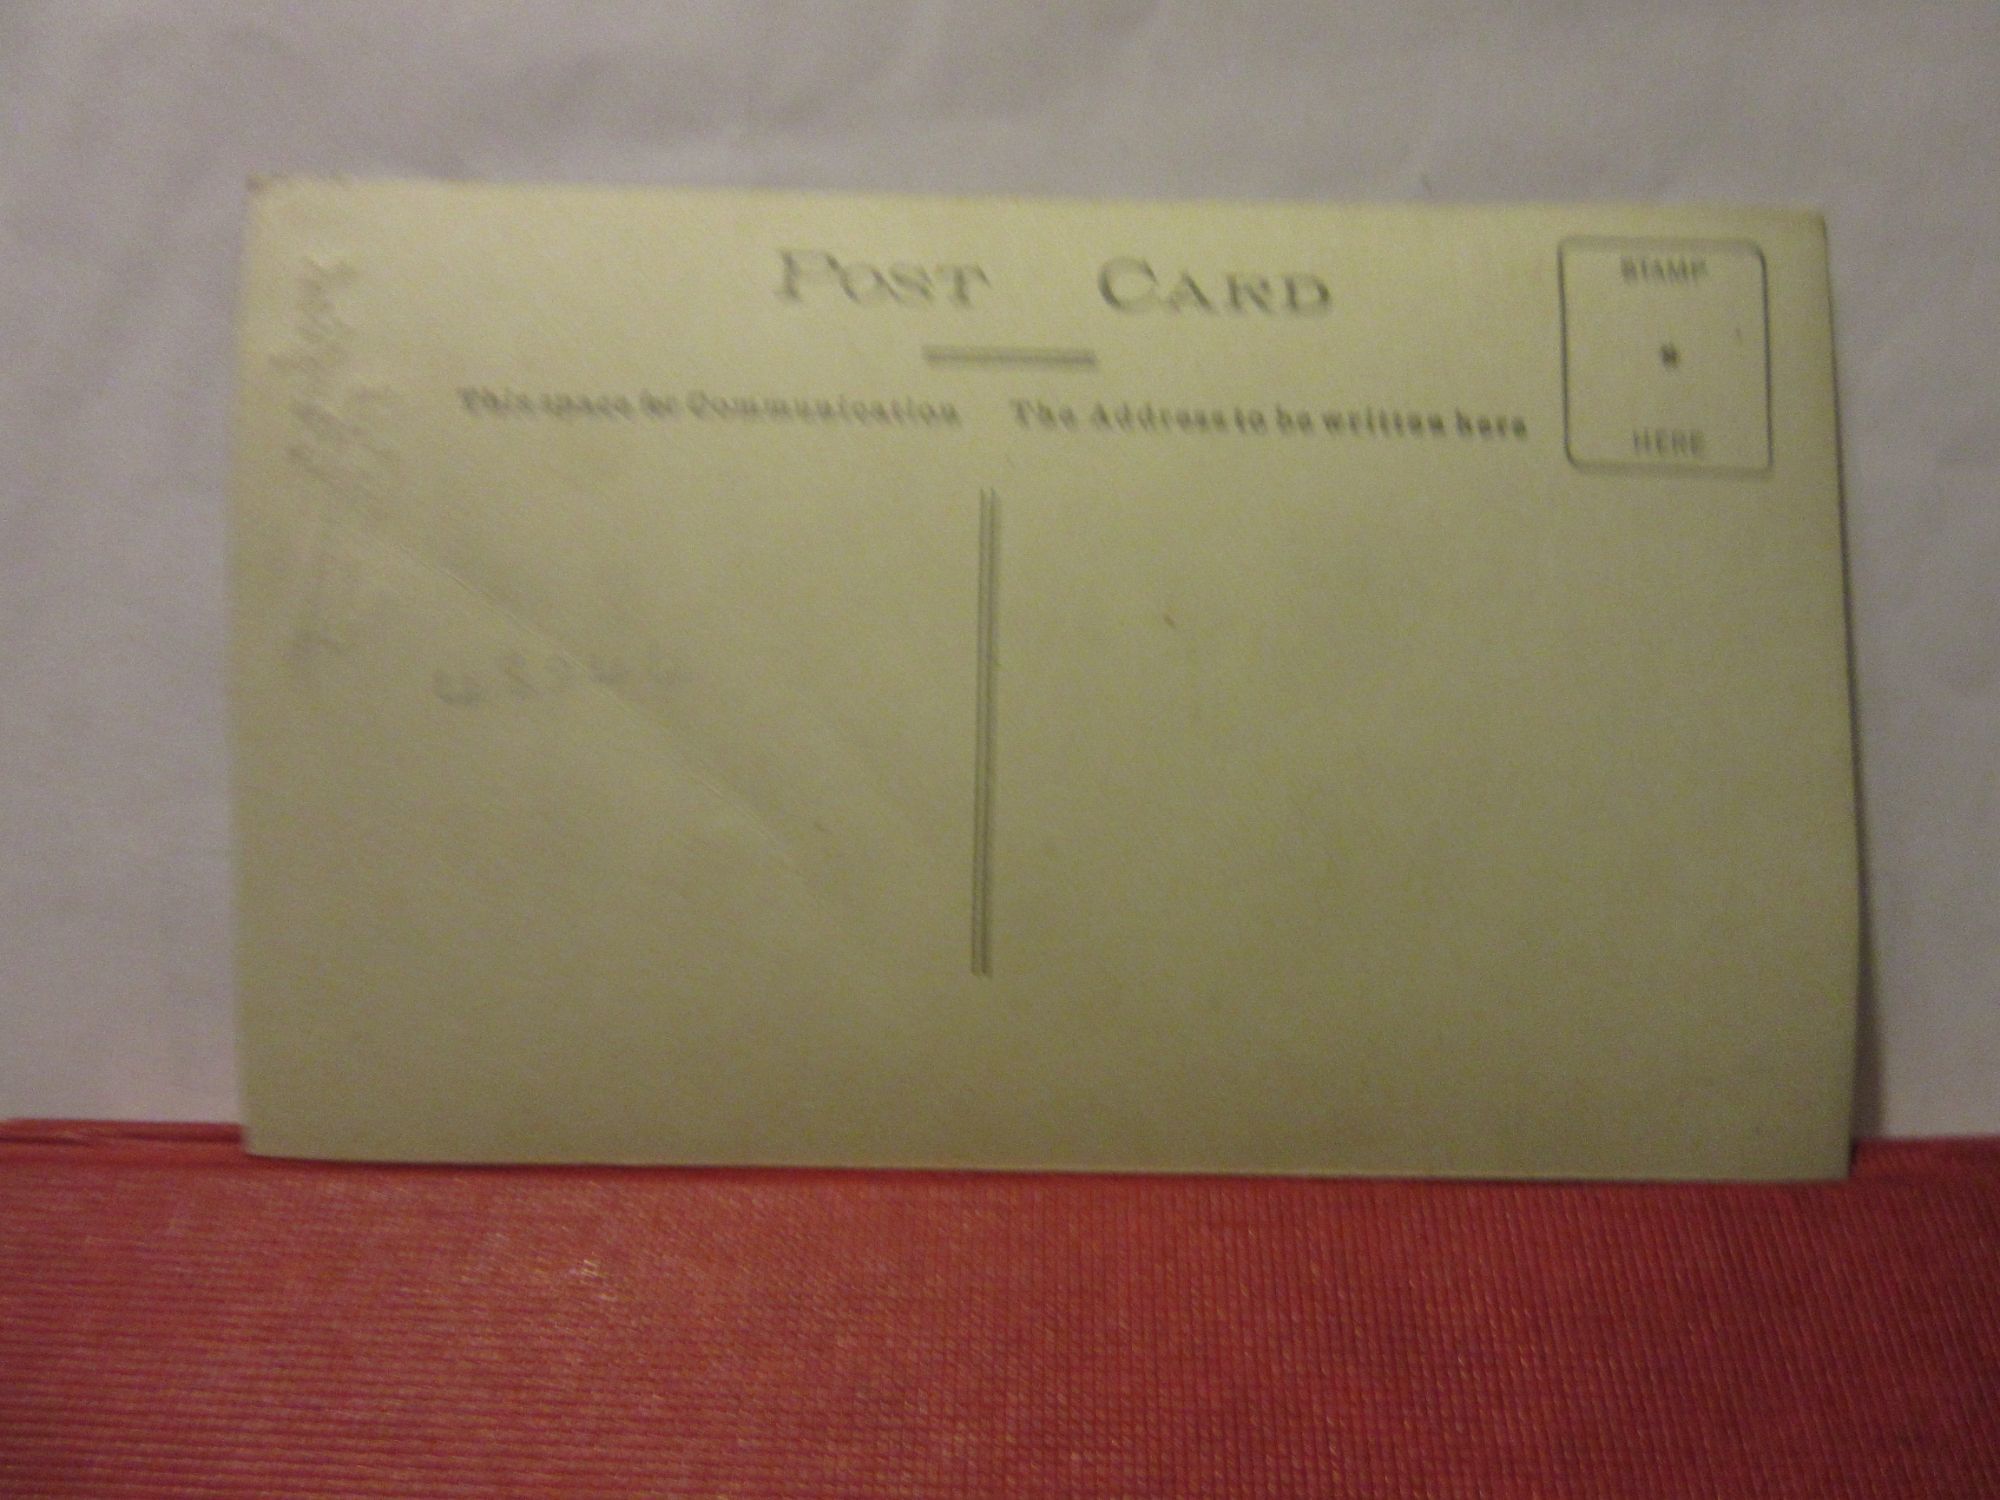 POST CARD
STAMP
HERE
This space for Communication
The Address to be written here